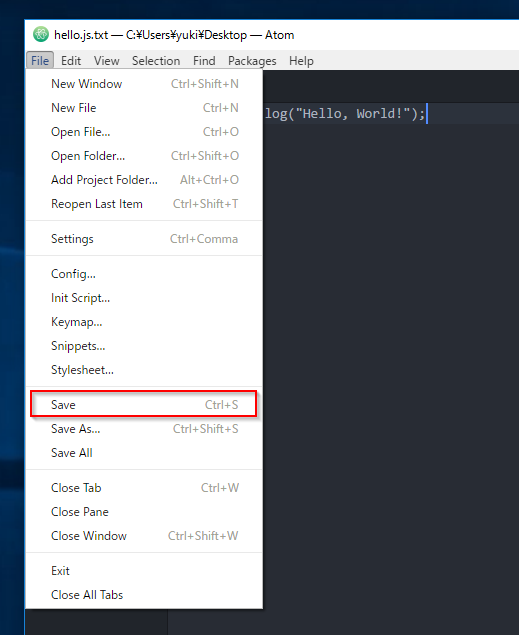 hello.js.txt — C:¥Users¥yuki¥Desktop — Atom
File Edit View Selection Find Packages Help
New Window Ctrl+Shift+N
New File Ctrl+N
log("Hello, World!");
Open File... Ctrl+O
Open Folder... Ctrl+Shift+O
Add Project Folder... Alt+Ctrl+O
Reopen Last Item Ctrl+Shift+T
Settings Ctrl+Comma
Config...
Init Script...
Keymap...
Snippets...
Stylesheet...
Save Ctrl+S
Save As... Ctrl+Shift+S
Save All
Close Tab Ctrl+W
Close Pane
Close Window Ctrl+Shift+W
Exit
Close All Tabs